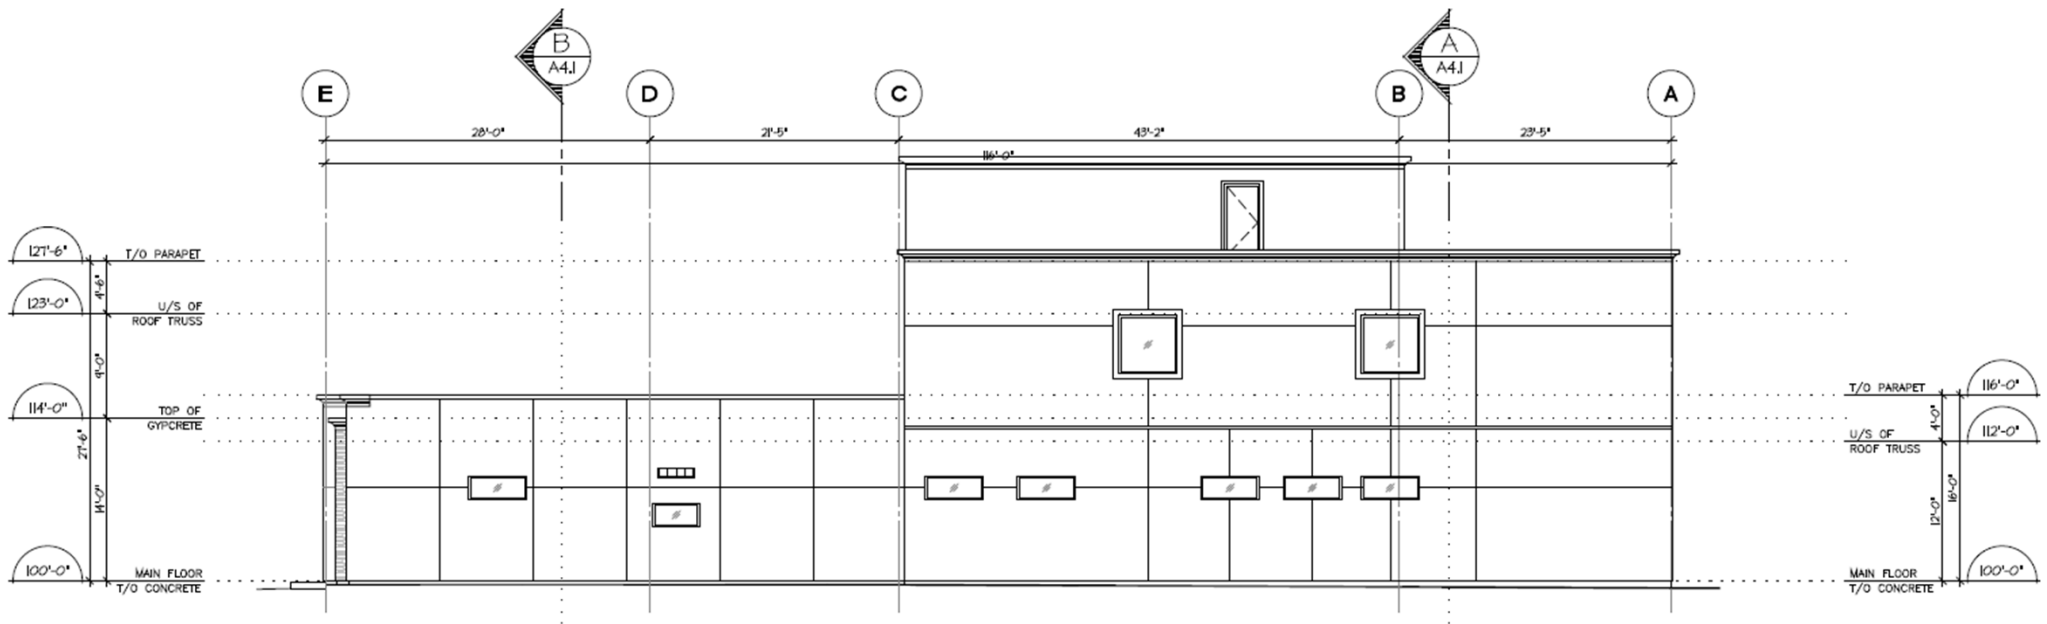 B
A4.1
A
A4.1
E
D
C
B
A
28'-0"
21'-5"
43'-2"
23'-5"
116'-0"
127'-6"
T/O PARAPET
4'-6"
123'-0"
U/S OF
ROOF TRUSS
9'-0"
114'-0"
TOP OF
GYPCRETE
27'-6"
14'-0"
100'-0"
MAIN FLOOR
T/O CONCRETE
T/O PARAPET
116'-0"
4'-0"
U/S OF
ROOF TRUSS
112'-0"
16'-0"
12'-0"
MAIN FLOOR
T/O CONCRETE
100'-0"